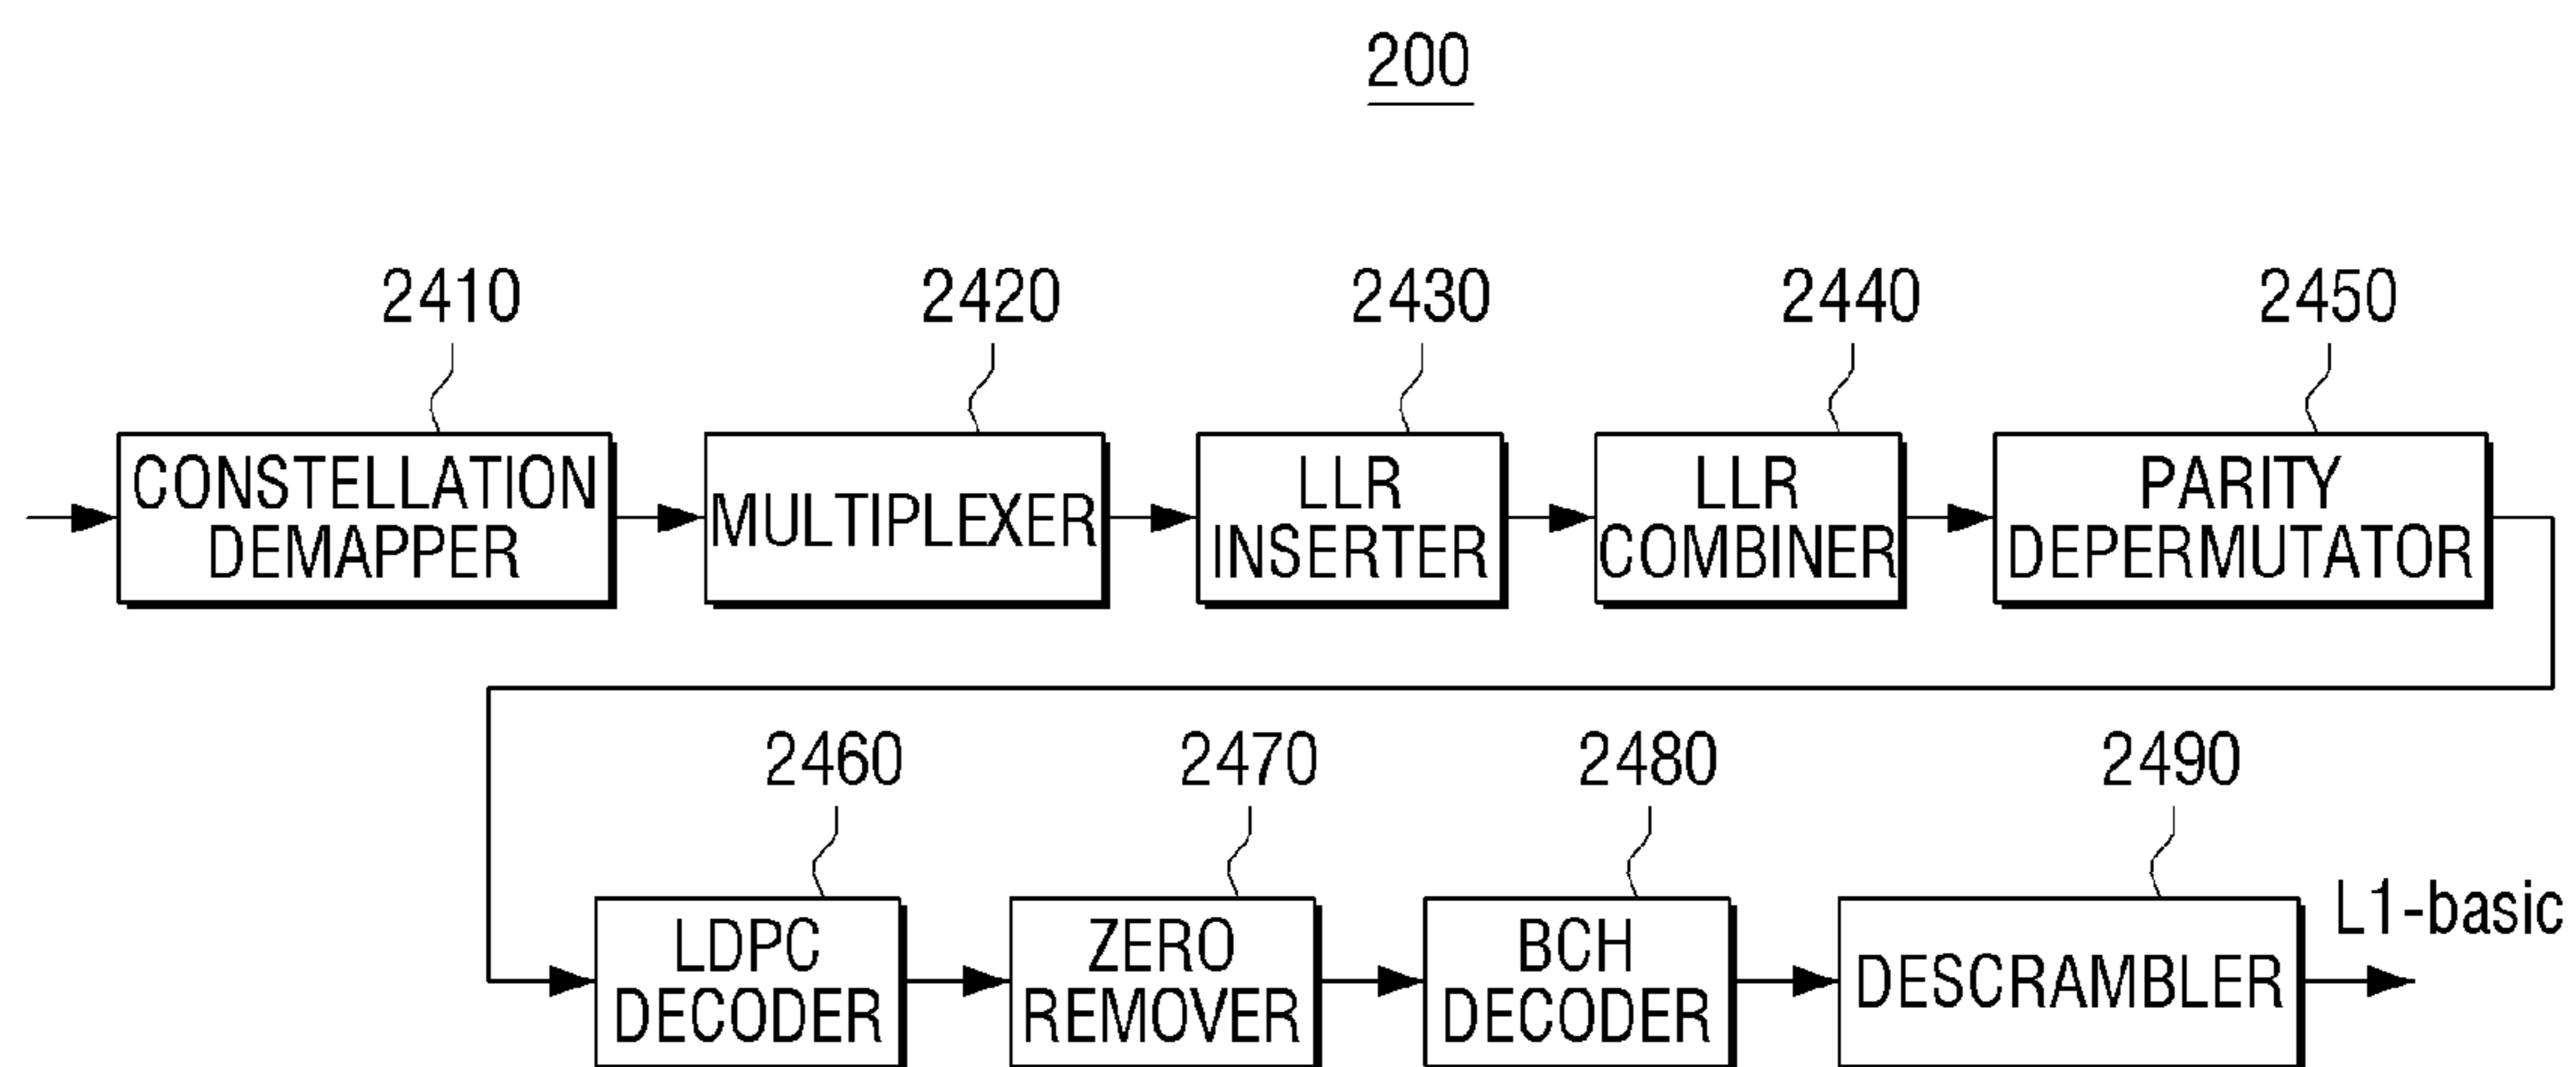 200
2410 2420 2430 2440 2450
CONSTELLATION DEMAPPER
MULTIPLEXER
LLR INSERTER
LLR COMBINER
PARITY DEPERMUTATOR
2460 2470 2480 2490
LDPC DECODER
ZERO REMOVER
BCH DECODER
DESCRAMBLER
L1-basic